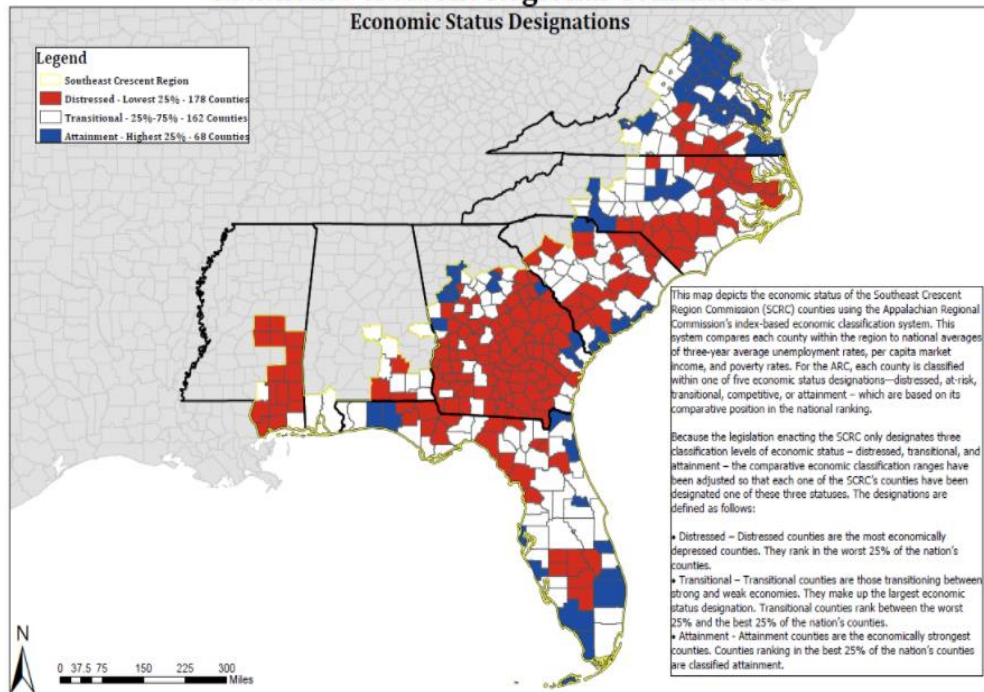 Economic Status Designations
Legend
Southeast Crescent Region
Distressed - Lowest 25% - 178 Counties
Transitional - 25%-75% - 162 Counties
Attainment - Highest 25% - 68 Counties
This map depicts the economic status of the Southeast Crescent
Region Commission (SCRC) counties using the Appalachian Regional
Commission's index-based economic classification system. This
system compares each county within the region to national averages
of three-year average unemployment rates, per capita market
income, and poverty rates. For the ARC, each county is classified
within one of five economic status designations—distressed, at-risk,
transitional, competitive, or attainment – which are based on its
comparative position in the national ranking.
Because the legislation enacting the SCRC only designates three
classification levels of economic status – distressed, transitional, and
attainment – the comparative economic classification ranges have
been adjusted so that each one of the SCRC's counties have been
designated one of these three statuses. The designations are
defined as follows:
• Distressed – Distressed counties are the most economically
depressed counties. They rank in the worst 25% of the nation's
counties.
• Transitional – Transitional counties are those transitioning between
strong and weak economies. They make up the largest economic
status designation. Transitional counties rank between the worst
25% and the best 25% of the nation's counties.
• Attainment - Attainment counties are the economically strongest
counties. Counties ranking in the best 25% of the nation's counties
are classified attainment.
N
0 37.5 75 150 225 300
Miles